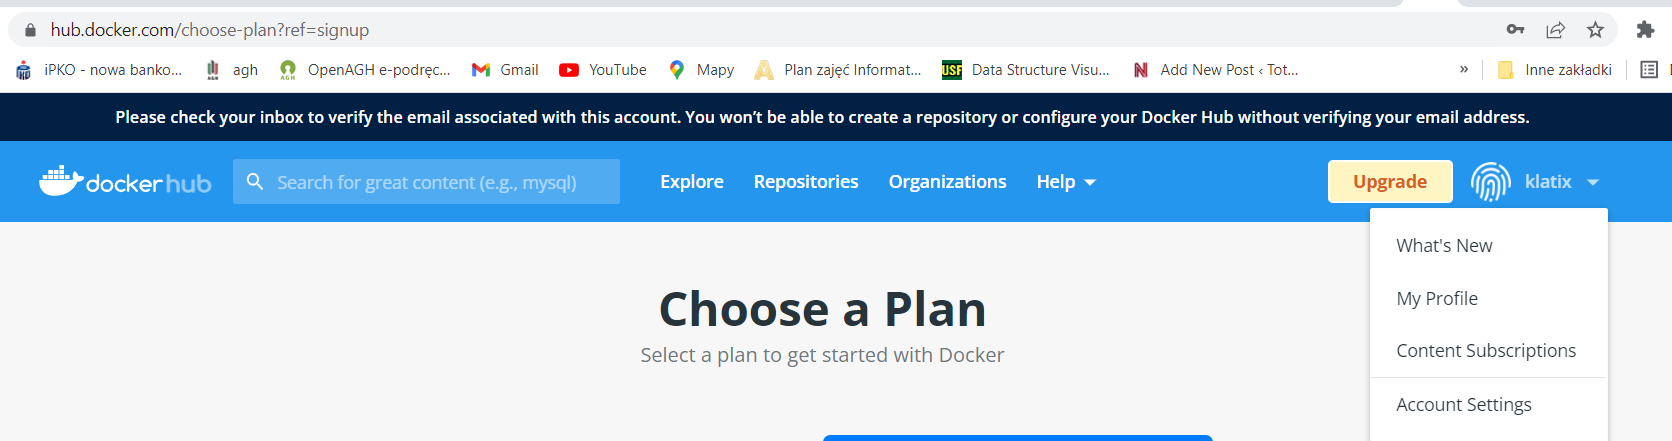 hub.docker.com/choose-plan?ref=signup
iPKO - nowa banko... agh OpenAGH e-podręc... Gmail YouTube Mapy Plan zajęć Informat... USF Data Structure Visu... Add New Post ‹ Tot... » Inne zakładki
Please check your inbox to verify the email associated with this account. You won't be able to create a repository or configure your Docker Hub without verifying your email address.
docker hub Search for great content (e.g., mysql) Explore Repositories Organizations Help Upgrade klatix
What's New
My Profile
Content Subscriptions
Account Settings
Choose a Plan
Select a plan to get started with Docker